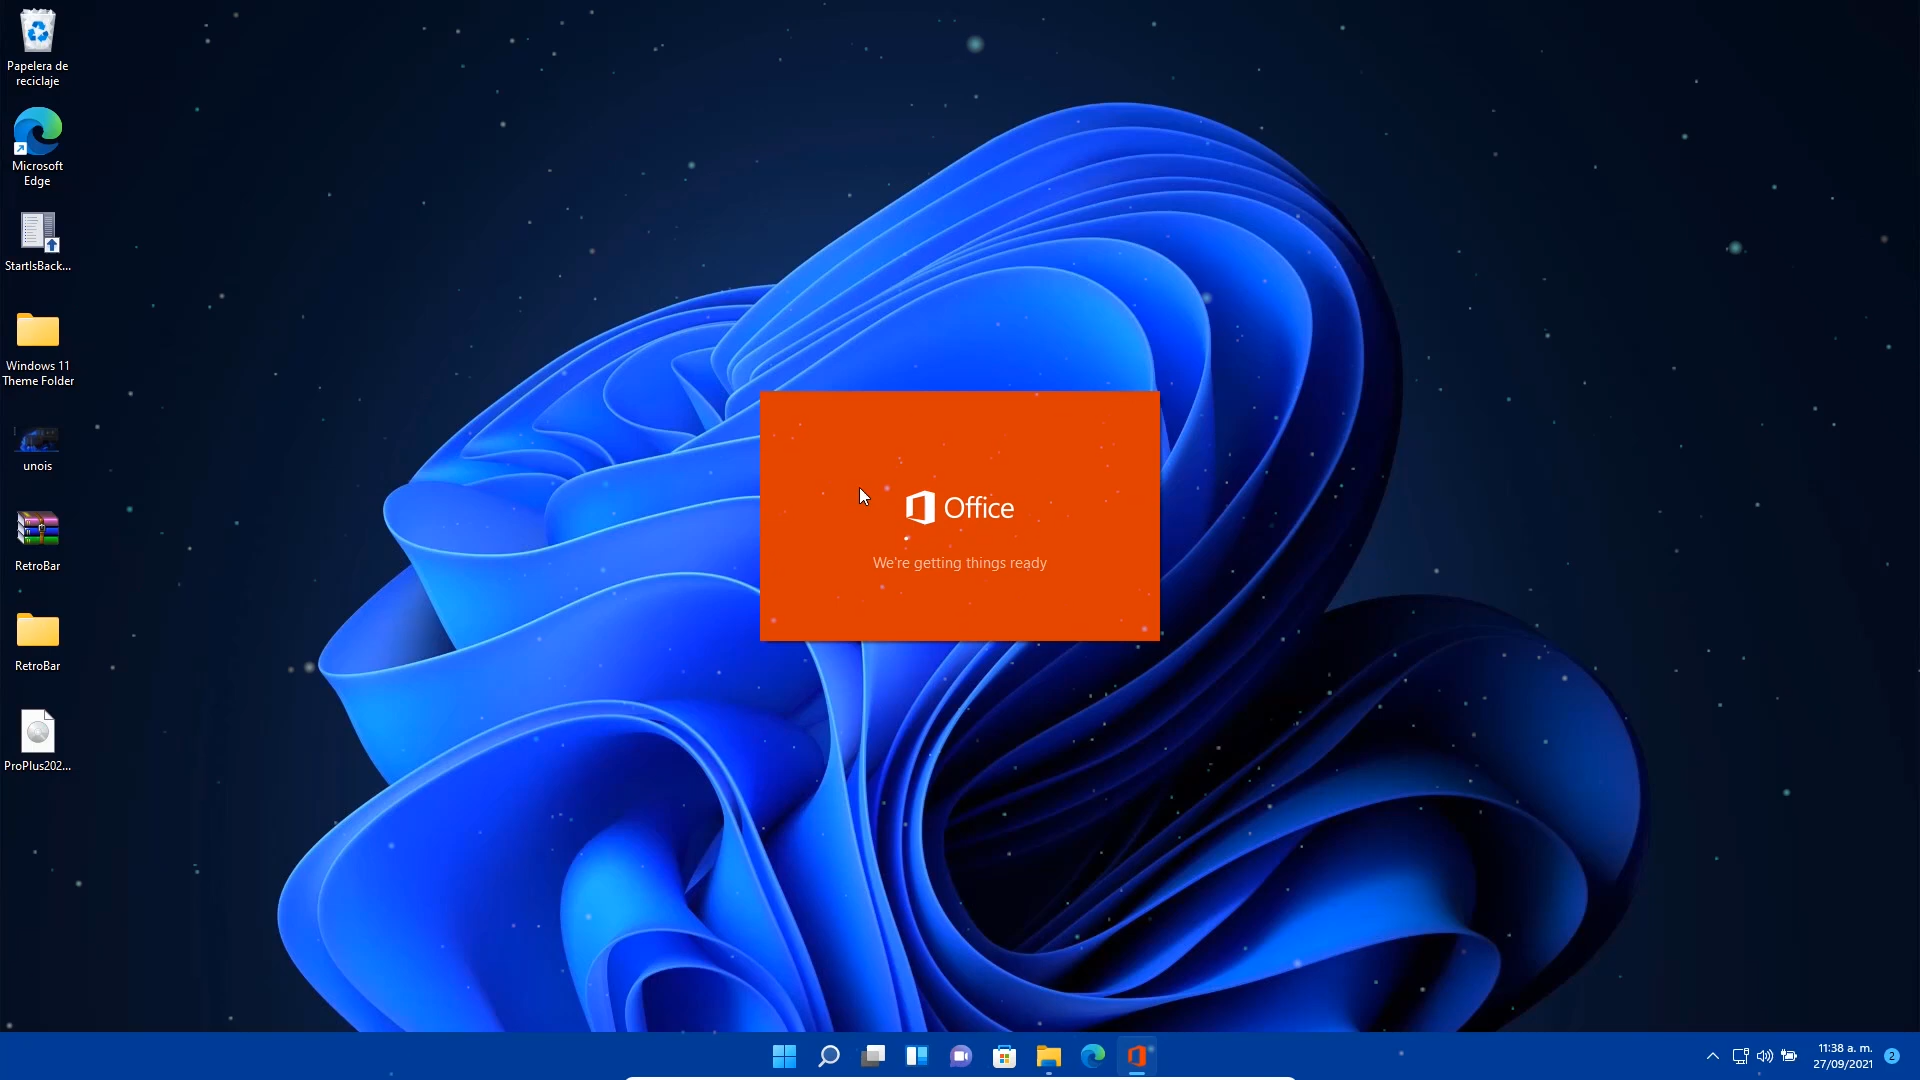 Papelera de
reciclaje
Microsoft
Edge
StartIsBack...
Windows 11
Theme Folder
unois
RetroBar
RetroBar
ProPlus202...
Office
We're getting things ready
11:38 a. m.
27/09/2021
2